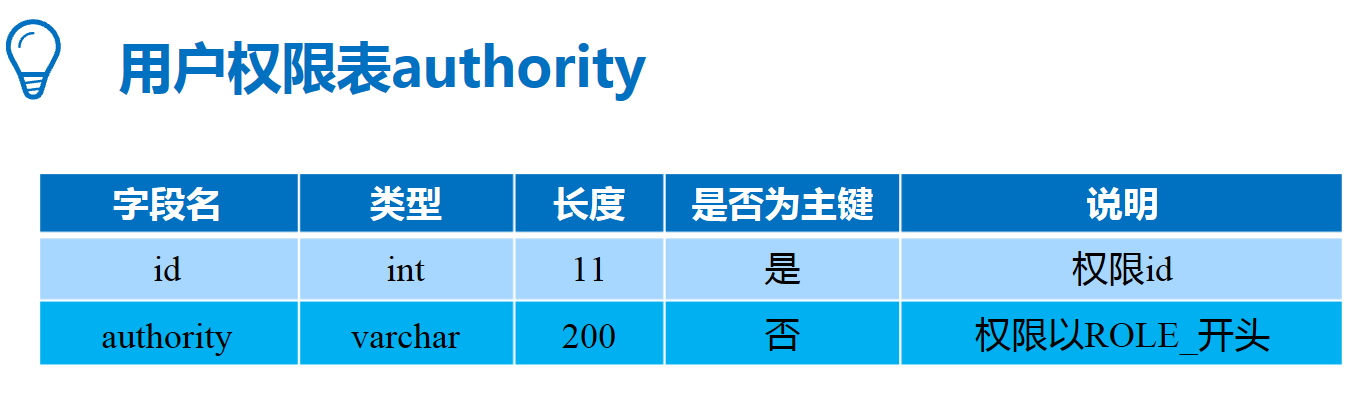 用户权限表authority
字段名 类型 长度 是否为主键 说明
id int 11 是 权限id
authority varchar 200 否 权限以ROLE_开头